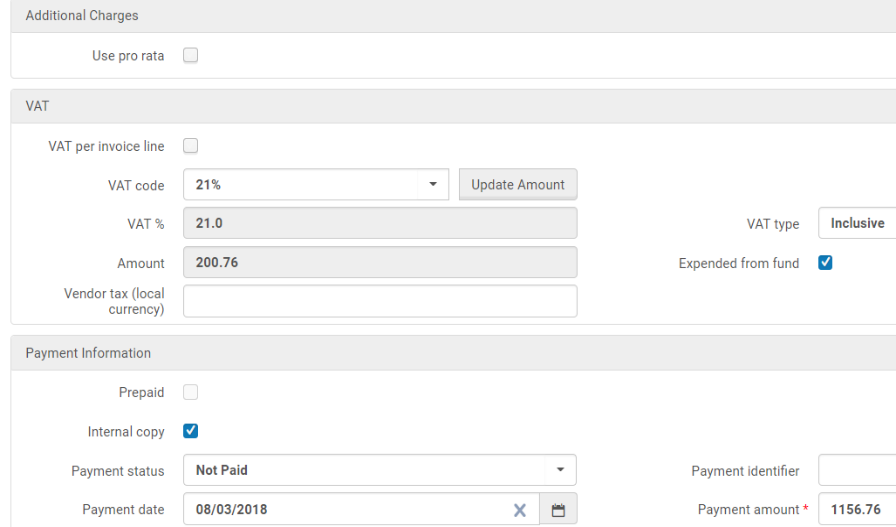 Additional Charges
Use pro rata
VAT
VAT per invoice line
VAT code 21% Update Amount
VAT % 21.0 VAT type Inclusive
Amount 200.76 Expended from fund
Vendor tax (local
currency)
Payment Information
Prepaid
Internal copy
Payment status Not Paid Payment identifier
Payment date 08/03/2018 Payment amount * 1156.76